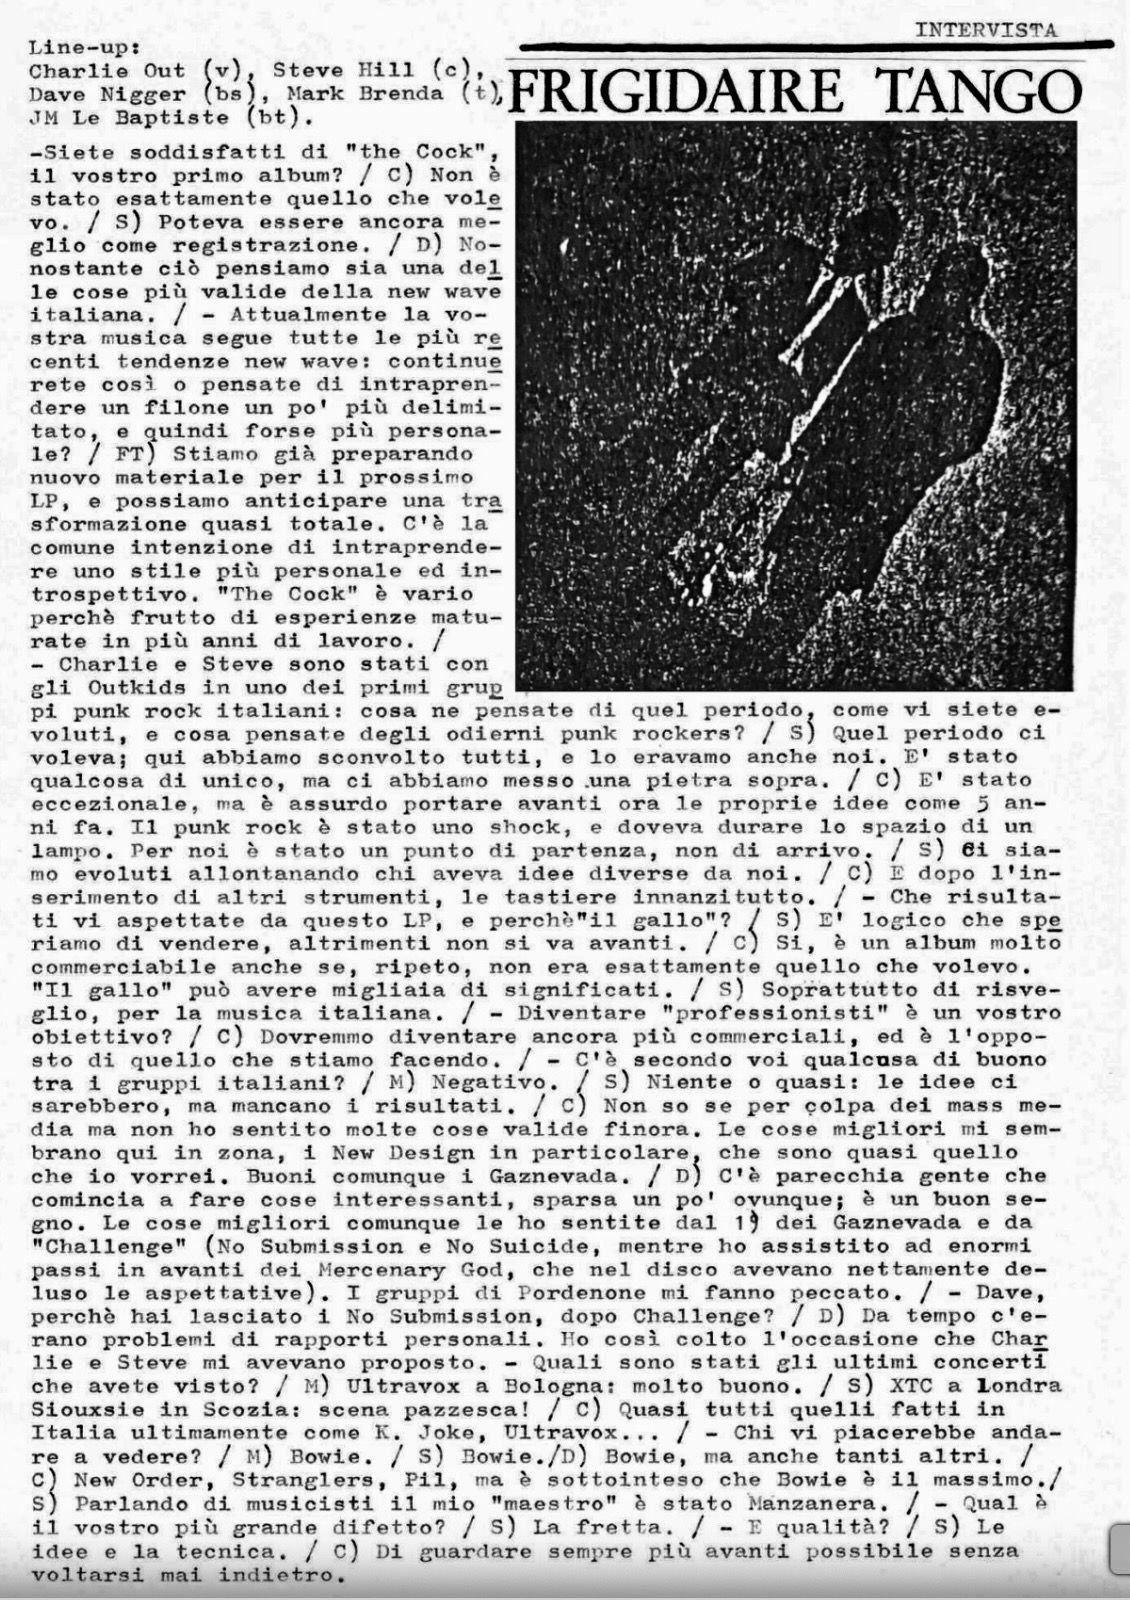 INTERVISTA
FRIGIDAIRE TANGO
Line-up:
Charlie Out (v), Steve Hill (c),
Dave Nigger (bs), Mark Brenda (t),
JM Le Baptiste (bt).
-Siete soddisfatti di "the Cock",
il vostro primo album? / C) Non è
stato esattamente quello che vole
vo. / S) Poteva essere ancora me-
glio come registrazione. / D) No-
nostante ciò pensiamo sia una del
le cose più valide della new wave
italiana. / - Attualmente la vo-
stra musica segue tutte le più re
centi tendenze new wave: continue
rete così o pensate di intrapren-
dere un filone un po' più delimi-
tato, e quindi forse più persona-
le? / FT) Stiamo già preparando
nuovo materiale per il prossimo
LP, e possiamo anticipare una tra
sformazione quasi totale. C'è la
comune intenzione di intraprende-
re uno stile più personale ed in-
trospettivo. "The Cock" è vario
perchè frutto di esperienze matu-
rate in più anni di lavoro. /
- Charlie e Steve sono stati con
gli Outkids in uno dei primi grup
pi punk rock italiani: cosa ne pensate di quel periodo, come vi siete e-
voluti, e cosa pensate degli odierni punk rockers? / S) Quel periodo ci
voleva; qui abbiamo sconvolto tutti, e lo eravamo anche noi. E' stato
qualcosa di unico, ma ci abbiamo messo una pietra sopra. / C) E' stato
eccezionale, ma è assurdo portare avanti ora le proprie idee come 5 an-
ni fa. Il punk rock è stato uno shock, e doveva durare lo spazio di un
lampo. Per noi è stato un punto di partenza, non di arrivo. / S) Ci sia-
mo evoluti allontanando chi aveva idee diverse da noi. / C) E dopo l'in-
serimento di altri strumenti, le tastiere innanzitutto. / - Che risulta-
ti vi aspettate da questo LP, e perchè"il gallo"? / S) E' logico che spe
riamo di vendere, altrimenti non si va avanti. / C) Si, è un album molto
commerciabile anche se, ripeto, non era esattamente quello che volevo.
"Il gallo" può avere migliaia di significati. / S) Soprattutto di risve-
glio, per la musica italiana. / - Diventare "professionisti" è un vostro
obiettivo? / C) Dovremmo diventare ancora più commerciali, ed è l'oppo-
sto di quello che stiamo facendo. / - C'è secondo voi qualcosa di buono
tra i gruppi italiani? / M) Negativo. / S) Niente o quasi: le idee ci
sarebbero, ma mancano i risultati. / C) Non so se per colpa dei mass me-
dia ma non ho sentito molte cose valide finora. Le cose migliori mi sem-
brano qui in zona, i New Design in particolare, che sono quasi quello
che io vorrei. Buoni comunque i Gaznevada. / D) C'è parecchia gente che
comincia a fare cose interessanti, sparsa un po' ovunque; è un buon se-
gno. Le cose migliori comunque le ho sentite dal 1° dei Gaznevada e da
"Challenge" (No Submission e No Suicide, mentre ho assistito ad enormi
passi in avanti dei Mercenary God, che nel disco avevano nettamente de-
luso le aspettative). I gruppi di Pordenone mi fanno peccato. / - Dave,
perchè hai lasciato i No Submission, dopo Challenge? / D) Da tempo c'e-
rano problemi di rapporti personali. Ho così colto l'occasione che Char
lie e Steve mi avevano proposto. - Quali sono stati gli ultimi concerti
che avete visto? / M) Ultravox a Bologna: molto buono. / S) XTC a Londra
Siouxsie in Scozia: scena pazzesca! / C) Quasi tutti quelli fatti in
Italia ultimamente come K. Joke, Ultravox... / - Chi vi piacerebbe anda-
re a vedere? / M) Bowie. / S) Bowie./D) Bowie, ma anche tanti altri. /
C) New Order, Stranglers, Pil, ma è sottointeso che Bowie è il massimo./
S) Parlando di musicisti il mio "maestro" è stato Manzanera. / - Qual è
il vostro più grande difetto? / S) La fretta. / - E qualità? / S) Le
idee e la tecnica. / C) Di guardare sempre più avanti possibile senza
voltarsi mai indietro.